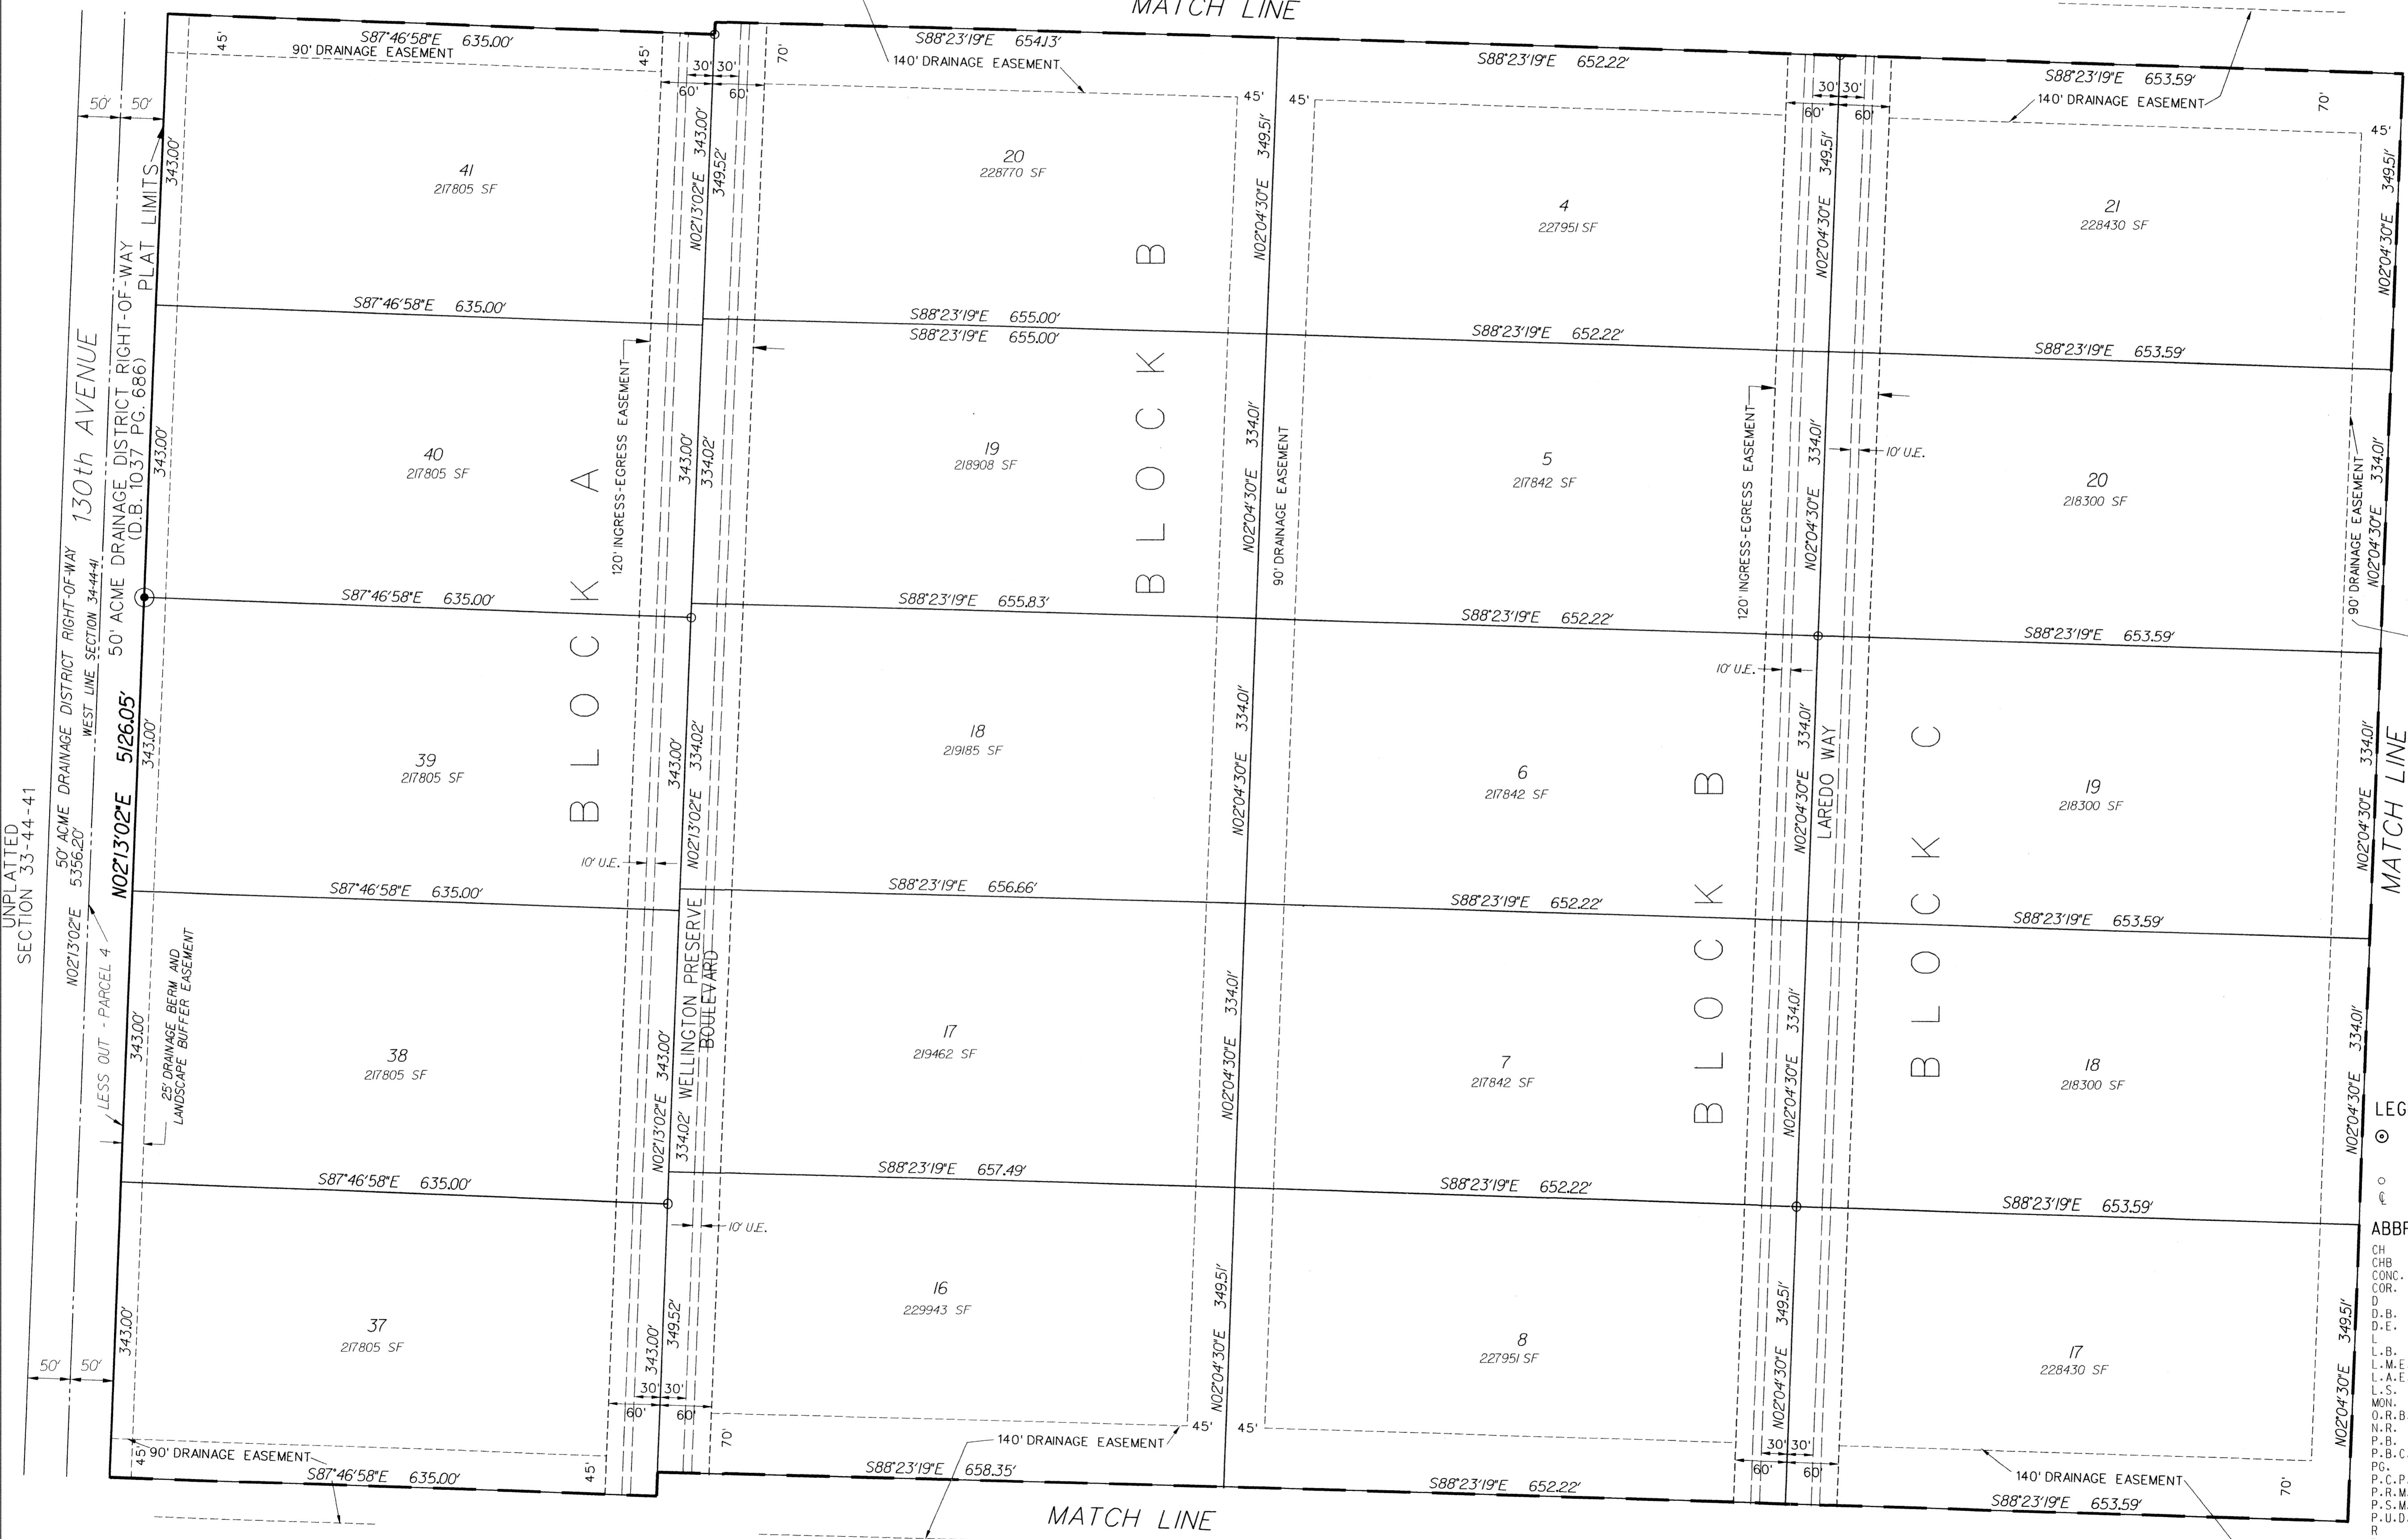 MATCH LINE
S87°46'58"E 635.00'
90' DRAINAGE EASEMENT
45'
45'
30' 30'
60' 60'
70'
S88°23'19"E 654.13'
140' DRAINAGE EASEMENT
45'
45'
S88°23'19"E 652.22'
30' 30'
60' 60'
S88°23'19"E 653.59'
140' DRAINAGE EASEMENT
70'
45'
50' 50'
PLAT LIMITS
343.00'
41
217805 SF
N02°13'02"E 343.00'
349.52'
20
228770 SF
N02°04'30"E 349.51'
4
227951 SF
N02°04'30"E 349.51'
21
228430 SF
N02°04'30"E 349.51'
S87°46'58"E 635.00'
S88°23'19"E 655.00'
S88°23'19"E 655.00'
S88°23'19"E 652.22'
S88°23'19"E 653.59'
130th AVENUE
50' ACME DRAINAGE DISTRICT RIGHT-OF-WAY
(D.B. 1037 PG. 686)
50' ACME DRAINAGE DISTRICT RIGHT-OF-WAY
WEST LINE SECTION 34-44-41
343.00'
40
217805 SF
BLOCK A
120' INGRESS-EGRESS EASEMENT
343.00'
334.02'
19
218908 SF
BLOCK B
N02°04'30"E 334.01'
90' DRAINAGE EASEMENT
5
217842 SF
120' INGRESS-EGRESS EASEMENT
N02°04'30"E 334.01'
10' U.E.
20
218300 SF
90' DRAINAGE EASEMENT
N02°04'30"E 334.01'
S87°46'58"E 635.00'
S88°23'19"E 655.83'
S88°23'19"E 652.22'
S88°23'19"E 653.59'
UNPLATTED
SECTION 33-44-41
N02°13'02"E 5356.20'
N02°13'02"E 5126.05'
343.00'
39
217805 SF
10' U.E.
343.00'
N02°13'02"E 334.02'
18
219185 SF
N02°04'30"E 334.01'
6
217842 SF
BLOCK B
10' U.E.
N02°04'30"E 334.01'
LAREDO WAY
BLOCK C
19
218300 SF
N02°04'30"E 334.01'
MATCH LINE
S87°46'58"E 635.00'
S88°23'19"E 656.66'
S88°23'19"E 652.22'
S88°23'19"E 653.59'
LESS OUT - PARCEL 4
343.00'
25' DRAINAGE BERM AND
LANDSCAPE BUFFER EASEMENT
38
217805 SF
N02°13'02"E 343.00'
334.02'
WELLINGTON PRESERVE
BOULEVARD
17
219462 SF
N02°04'30"E 334.01'
7
217842 SF
N02°04'30"E 334.01'
18
218300 SF
N02°04'30"E 334.01'
S87°46'58"E 635.00'
S88°23'19"E 657.49'
S88°23'19"E 652.22'
S88°23'19"E 653.59'
10' U.E.
343.00'
37
217805 SF
343.00'
349.52'
16
229943 SF
N02°04'30"E 349.51'
8
227951 SF
N02°04'30"E 349.51'
17
228430 SF
N02°04'30"E 349.51'
50' 50'
30' 30'
60' 60'
45'
90' DRAINAGE EASEMENT
45'
70'
140' DRAINAGE EASEMENT
45'
45'
30' 30'
60' 60'
140' DRAINAGE EASEMENT
70'
S87°46'58"E 635.00'
S88°23'19"E 658.35'
S88°23'19"E 652.22'
S88°23'19"E 653.59'
MATCH LINE
LEG
℄
ABBR
CH
CHB
CONC.
COR.
D
D.B.
D.E.
L
L.B.
L.M.E
L.A.E
L.S.
MON.
O.R.B
N.R.
P.B.
P.B.C.
PG.
P.C.P.
P.R.M.
P.S.M.
P.U.D
R